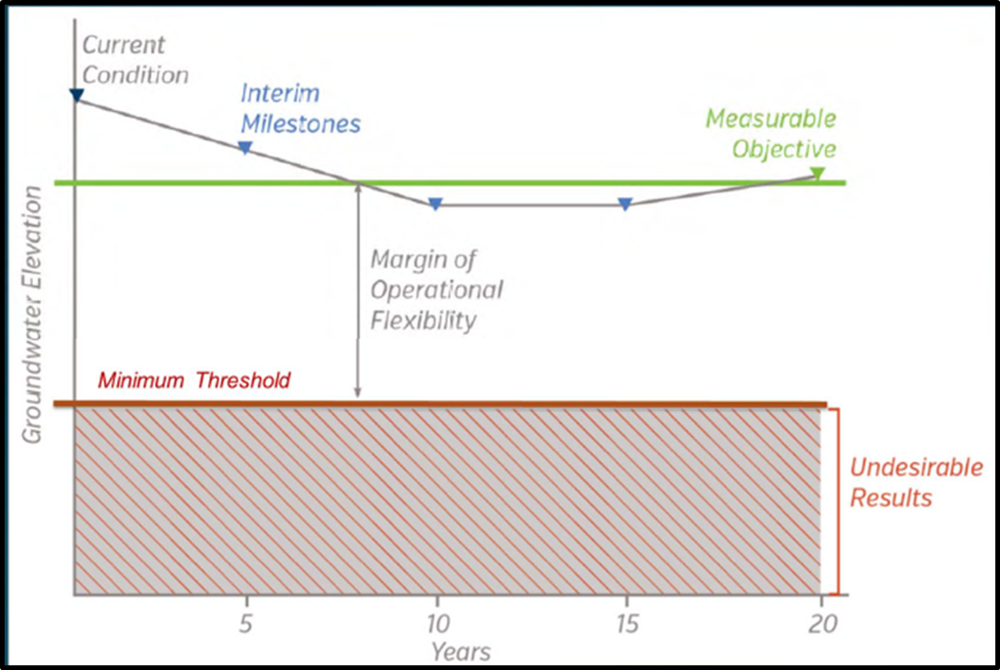 Current
Condition
Interim
Milestones
Measurable
Objective
Groundwater Elevation
Margin of
Operational
Flexibility
Minimum Threshold
Undesirable
Results
5
10
15
20
Years